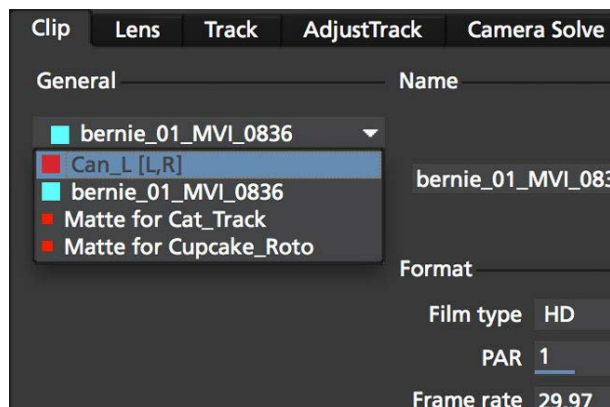 Clip Lens Track AdjustTrack Camera Solve
General Name
bernie_01_MVI_0836
Can_L [L,R]
bernie_01_MVI_0836 bernie_01_MVI_083
Matte for Cat_Track
Matte for Cupcake_Roto
Format
Film type HD
PAR 1
Frame rate 29.97